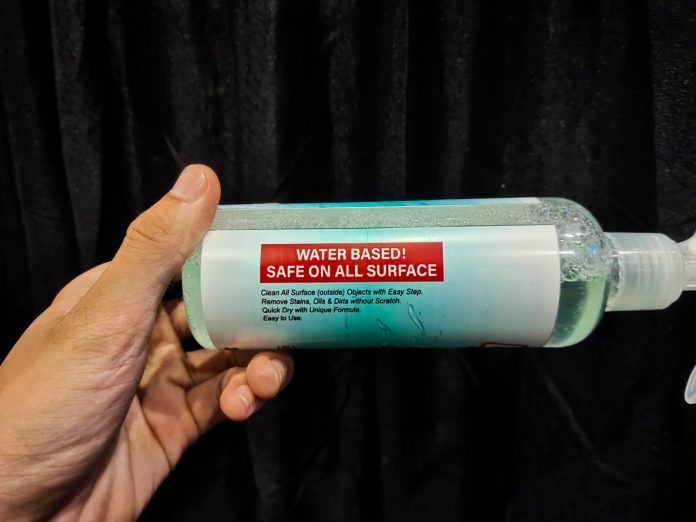 WATER BASED!
SAFE ON ALL SURFACE
Clean All Surface (outside) Objects with Easy Step.
Remove Stains, Oils & Dirts without Scratch.
Quick Dry with Unique Formula.
Easy to Use.